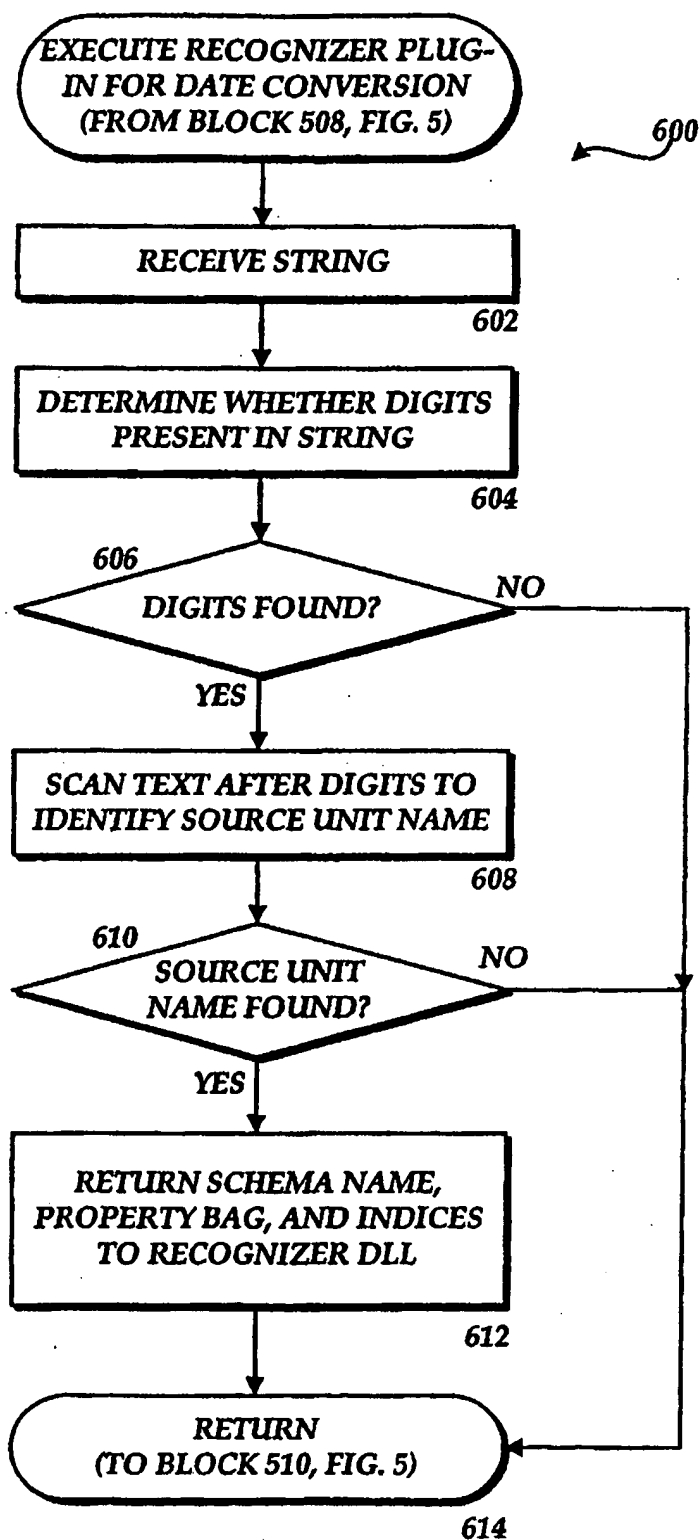 EXECUTE RECOGNIZER PLUG-
IN FOR DATE CONVERSION
(FROM BLOCK 508, FIG. 5)
600
RECEIVE STRING
602
DETERMINE WHETHER DIGITS
PRESENT IN STRING
604
606
DIGITS FOUND?
NO
YES
SCAN TEXT AFTER DIGITS TO
IDENTIFY SOURCE UNIT NAME
608
610
SOURCE UNIT
NAME FOUND?
NO
YES
RETURN SCHEMA NAME,
PROPERTY BAG, AND INDICES
TO RECOGNIZER DLL
612
RETURN
(TO BLOCK 510, FIG. 5)
614